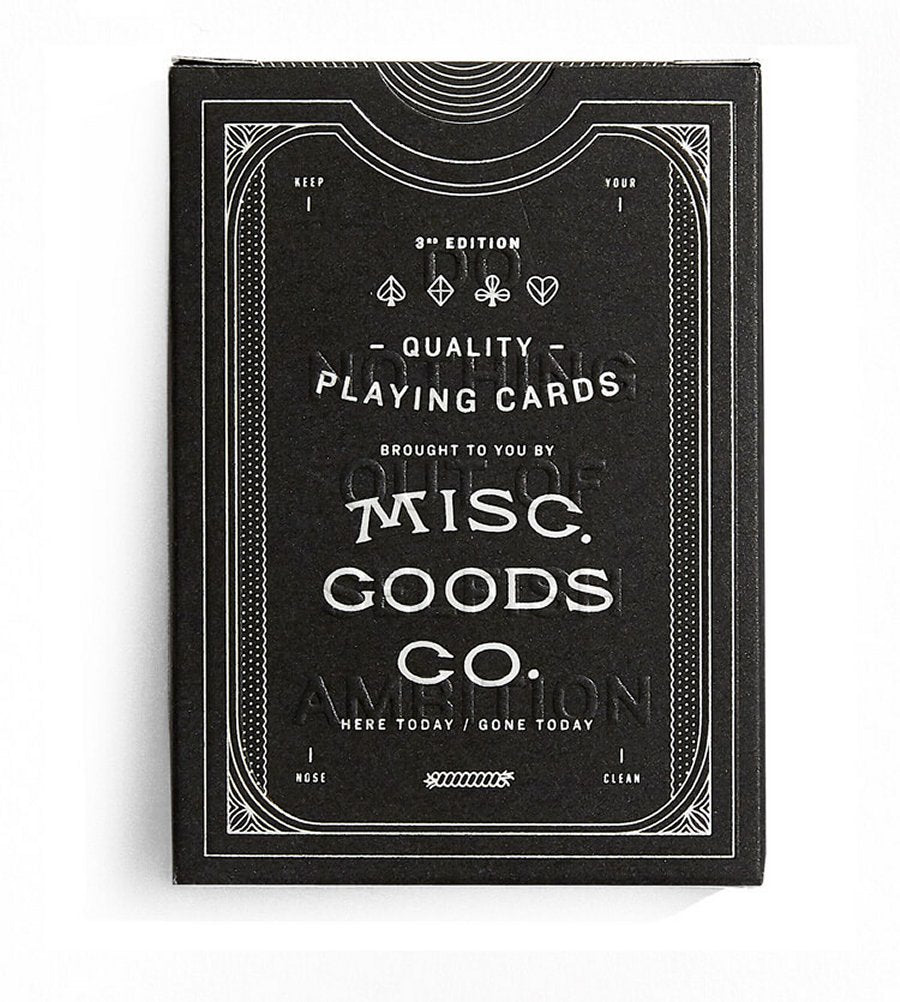 KEEP YOUR
3RD EDITION
DO
– QUALITY –
NOTHING
PLAYING CARDS
BROUGHT TO YOU BY
OUT OF
MISC.
GOODS
CO.
AMBITION
HERE TODAY / GONE TODAY
NOSE CLEAN